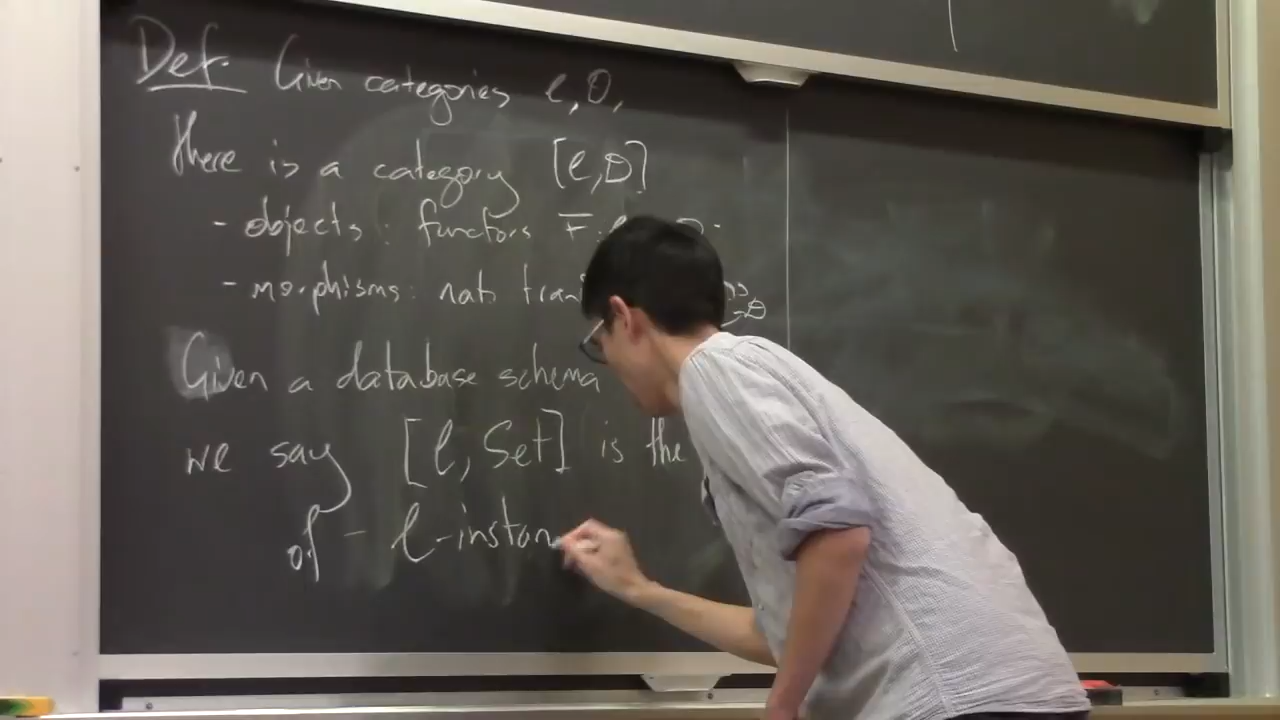 Def. Given categories C, D,
there is a category [C, D]
- objects: functors F:
- morphisms: nat.
D
Given a database schema
we say [C, Set] is the
of - C-instan